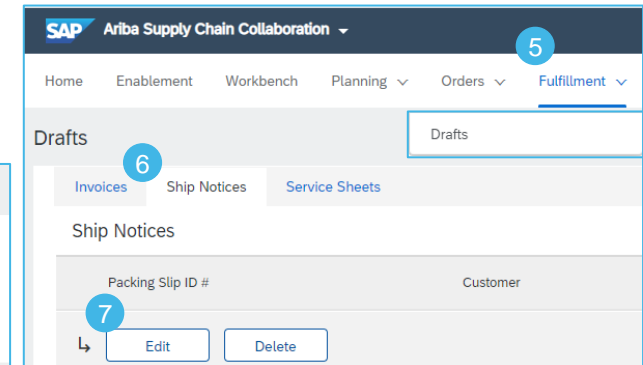 SAP Ariba Supply Chain Collaboration
5
Home Enablement Workbench Planning Orders Fulfillment
Drafts Drafts
6
Invoices Ship Notices Service Sheets
Ship Notices
Packing Slip ID # Customer
7
Edit Delete